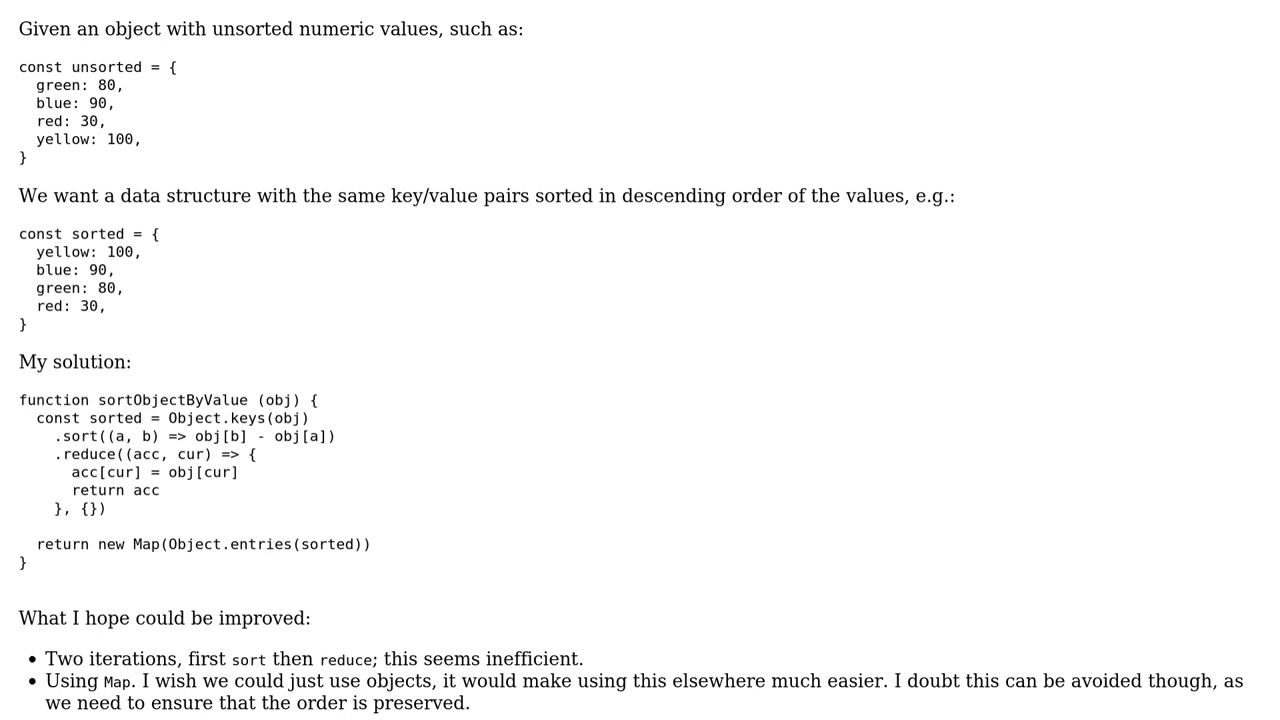 Given an object with unsorted numeric values, such as:
const unsorted = {
  green: 80,
  blue: 90,
  red: 30,
  yellow: 100,
}
We want a data structure with the same key/value pairs sorted in descending order of the values, e.g.:
const sorted = {
  yellow: 100,
  blue: 90,
  green: 80,
  red: 30,
}
My solution:
function sortObjectByValue (obj) {
  const sorted = Object.keys(obj)
    .sort((a, b) => obj[b] - obj[a])
    .reduce((acc, cur) => {
      acc[cur] = obj[cur]
      return acc
    }, {})
  return new Map(Object.entries(sorted))
}
What I hope could be improved:
• Two iterations, first sort then reduce; this seems inefficient.
• Using Map. I wish we could just use objects, it would make using this elsewhere much easier. I doubt this can be avoided though, as
we need to ensure that the order is preserved.